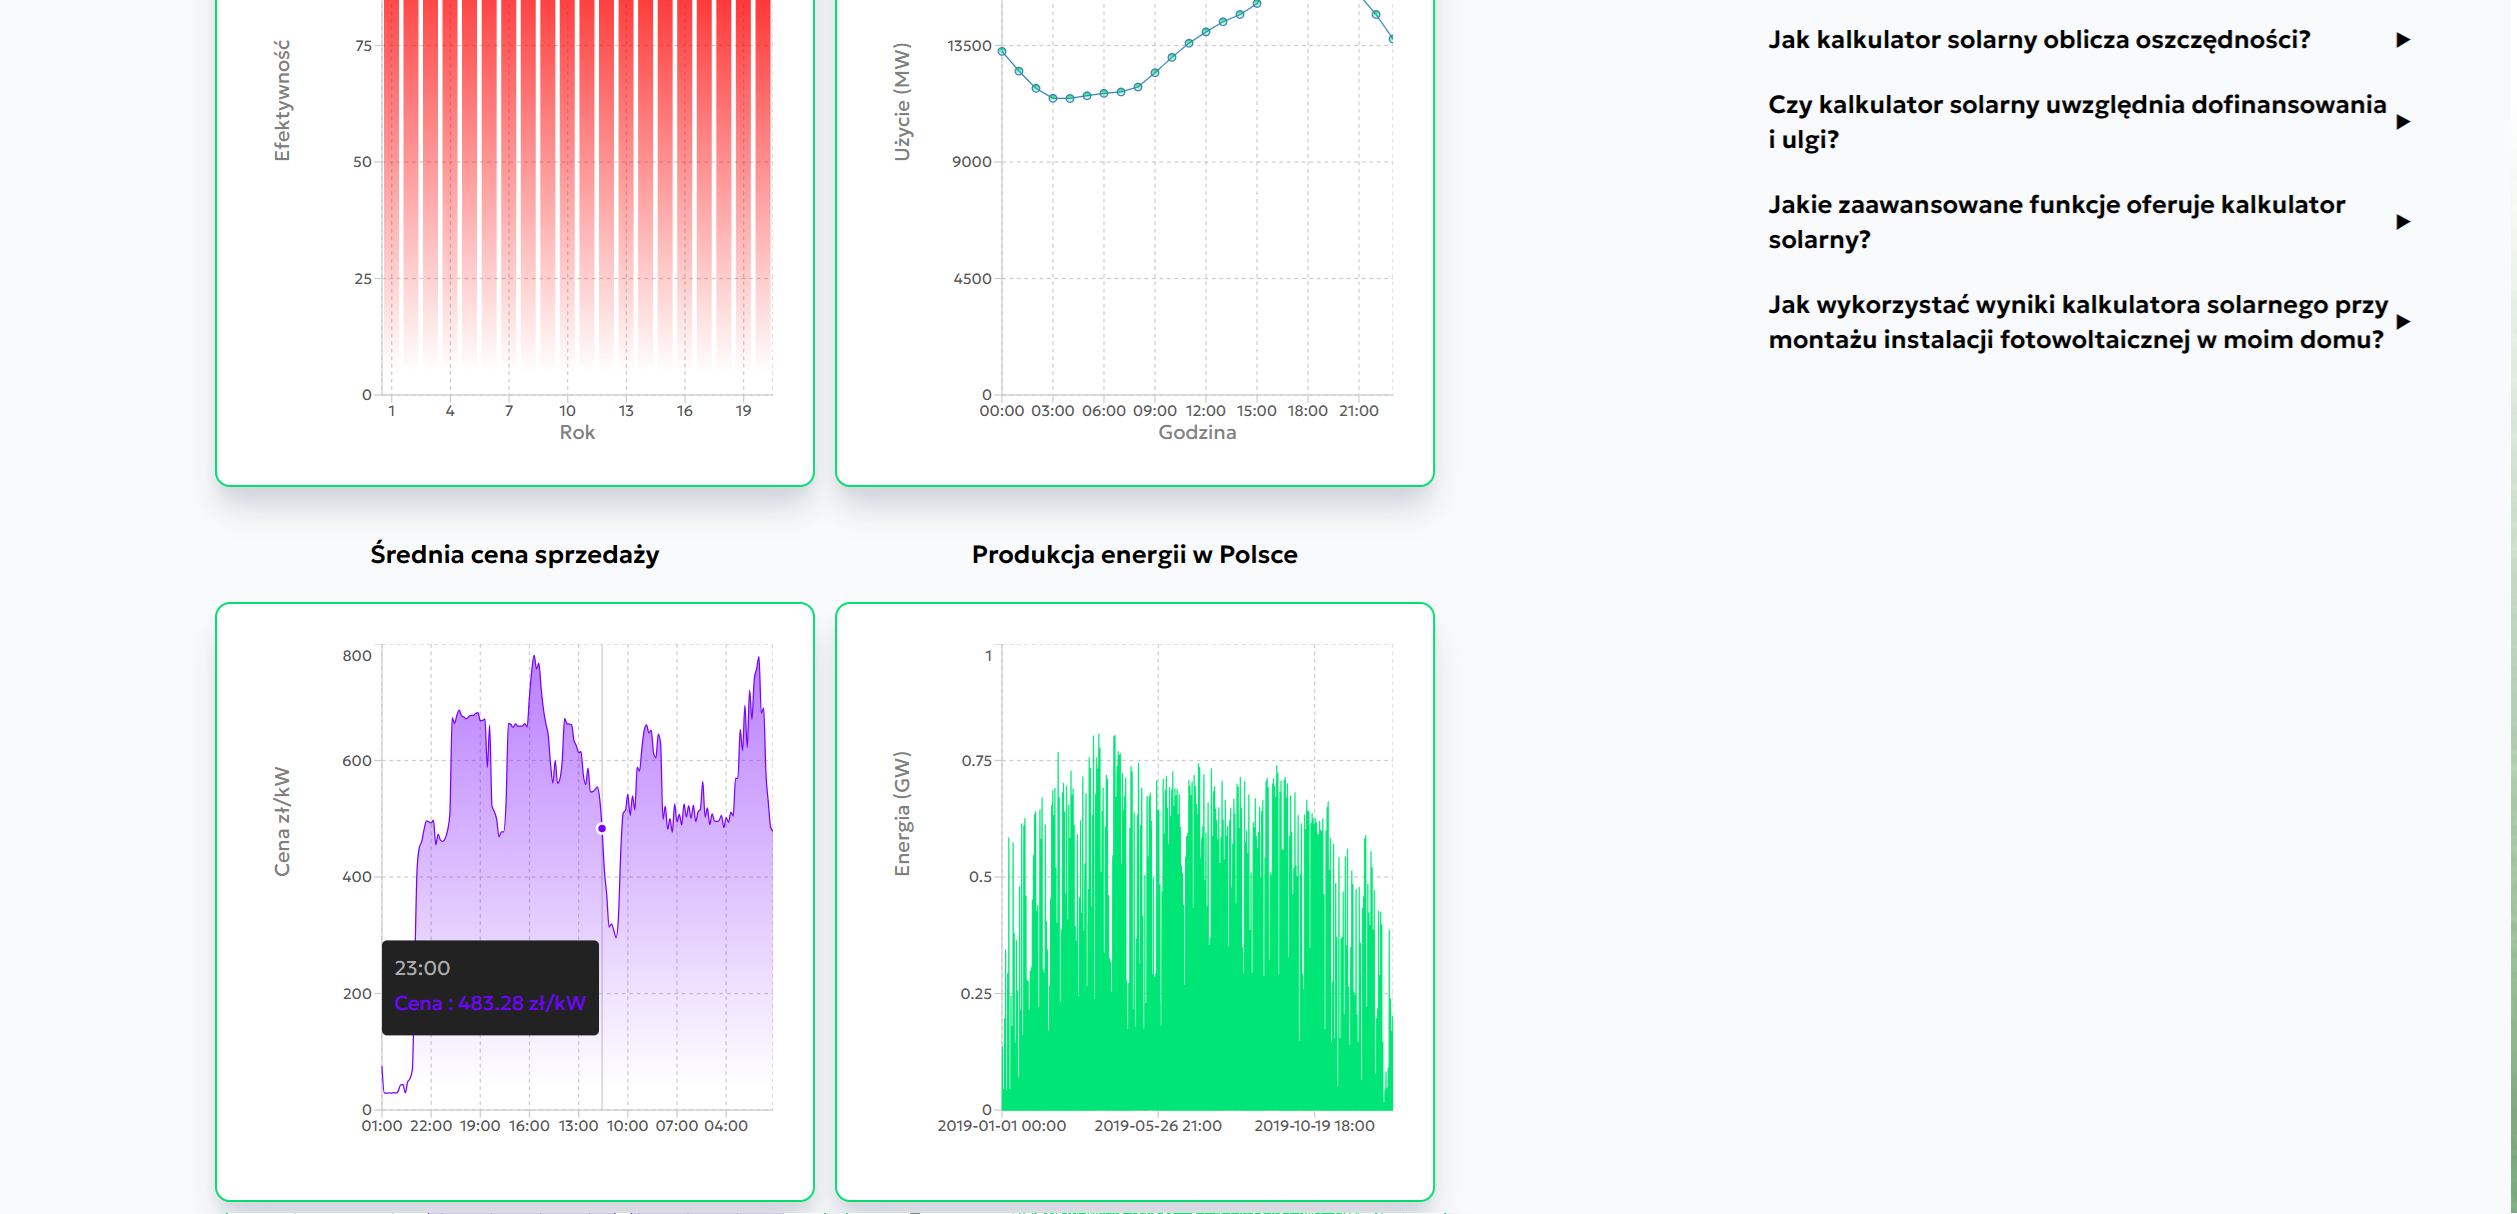 Efektywność
75
50
25
0
1 4 7 10 13 16 19
Rok
Użycie (MW)
13500
9000
4500
0
00:00 03:00 06:00 09:00 12:00 15:00 18:00 21:00
Godzina
Jak kalkulator solarny oblicza oszczędności?
Czy kalkulator solarny uwzględnia dofinansowania
i ulgi?
Jakie zaawansowane funkcje oferuje kalkulator
solarny?
Jak wykorzystać wyniki kalkulatora solarnego przy
montażu instalacji fotowoltaicznej w moim domu?
Średnia cena sprzedaży
Cena zł/kW
800
600
400
200
0
23:00
Cena : 483.28 zł/kW
01:00 22:00 19:00 16:00 13:00 10:00 07:00 04:00
Produkcja energii w Polsce
Energia (GW)
1
0.75
0.5
0.25
0
2019-01-01 00:00 2019-05-26 21:00 2019-10-19 18:00